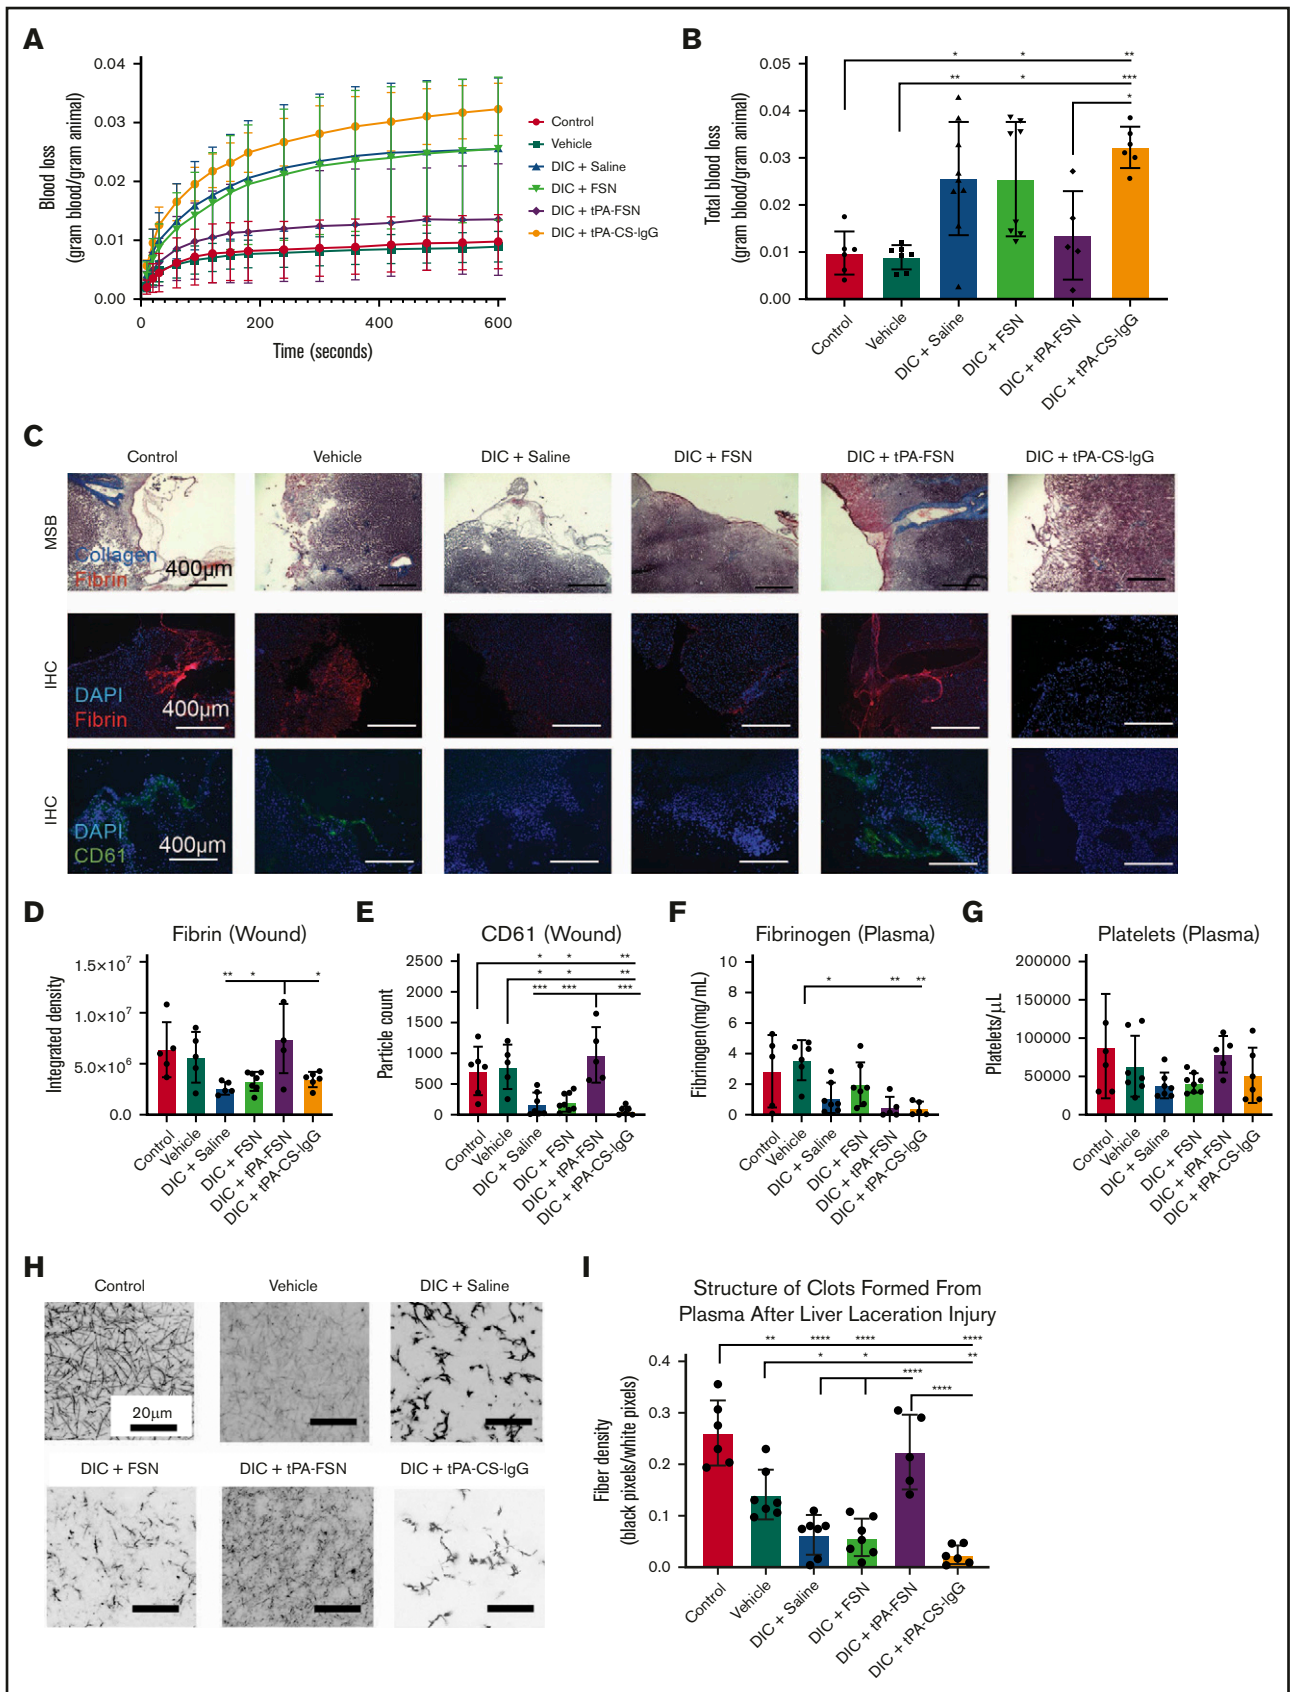 A
Blood loss
(gram blood/gram animal)
0.04
0.03
0.02
0.01
0.00
0
200
400
600
Time (seconds)
Control
Vehicle
DIC + Saline
DIC + FSN
DIC + tPA-FSN
DIC + tPA-CS-IgG
B
Total blood loss
(gram blood/gram animal)
0.05
0.04
0.03
0.02
0.01
0.00
* * **
** * ***
*
Control
Vehicle
DIC + Saline
DIC + FSN
DIC + tPA-FSN
DIC + tPA-CS-IgG
C
Control
Vehicle
DIC + Saline
DIC + FSN
DIC + tPA-FSN
DIC + tPA-CS-IgG
MSB
Collagen
Fibrin
400μm
IHC
DAPI
Fibrin
400μm
IHC
DAPI
CD61
400μm
D
Fibrin (Wound)
Integrated density
1.5×10⁷
1.0×10⁷
5.0×10⁶
0.0
** * *
Control
Vehicle
DIC + Saline
DIC + FSN
DIC + tPA-FSN
DIC + tPA-CS-IgG
E
CD61 (Wound)
Particle count
2500
2000
1500
1000
500
0
* * **
* * **
*** *** ***
Control
Vehicle
DIC + Saline
DIC + FSN
DIC + tPA-FSN
DIC + tPA-CS-IgG
F
Fibrinogen (Plasma)
Fibrinogen(mg/mL)
10
8
6
4
2
0
* ** **
Control
Vehicle
DIC + Saline
DIC + FSN
DIC + tPA-FSN
DIC + tPA-CS-IgG
G
Platelets (Plasma)
Platelets/μL
200000
150000
100000
50000
0
Control
Vehicle
DIC + Saline
DIC + FSN
DIC + tPA-FSN
DIC + tPA-CS-IgG
H
Control
Vehicle
DIC + Saline
20μm
DIC + FSN
DIC + tPA-FSN
DIC + tPA-CS-IgG
I
Structure of Clots Formed From
Plasma After Liver Laceration Injury
Fiber density
(black pixels/white pixels)
0.4
0.3
0.2
0.1
0.0
** **** **** ****
* * **
****
****
Control
Vehicle
DIC + Saline
DIC + FSN
DIC + tPA-FSN
DIC + tPA-CS-IgG